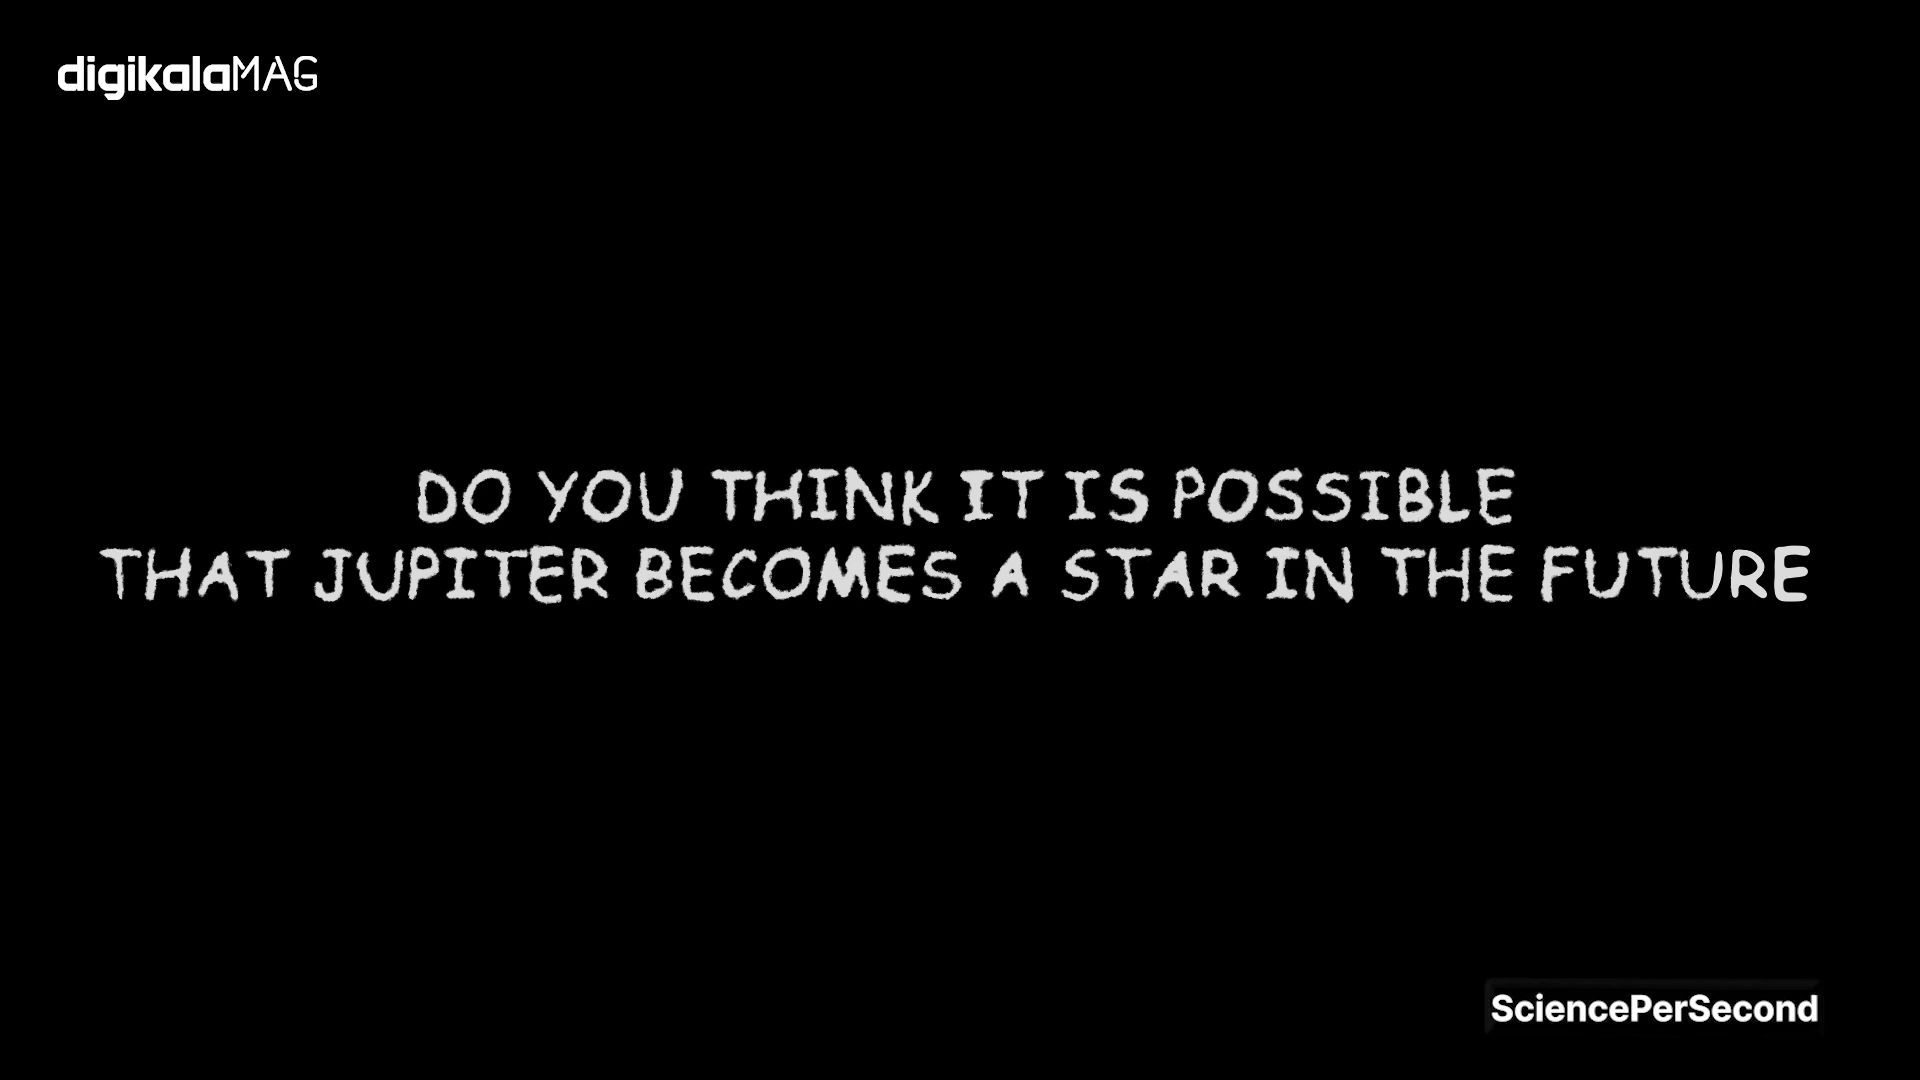 digikalaMAG
DO YOU THINK IT IS POSSIBLE
THAT JUPITER BECOMES A STAR IN THE FUTURE
SciencePerSecond